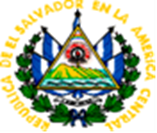 REPUBLICA DE EL SALVADOR EN LA AMERICA CENTRAL